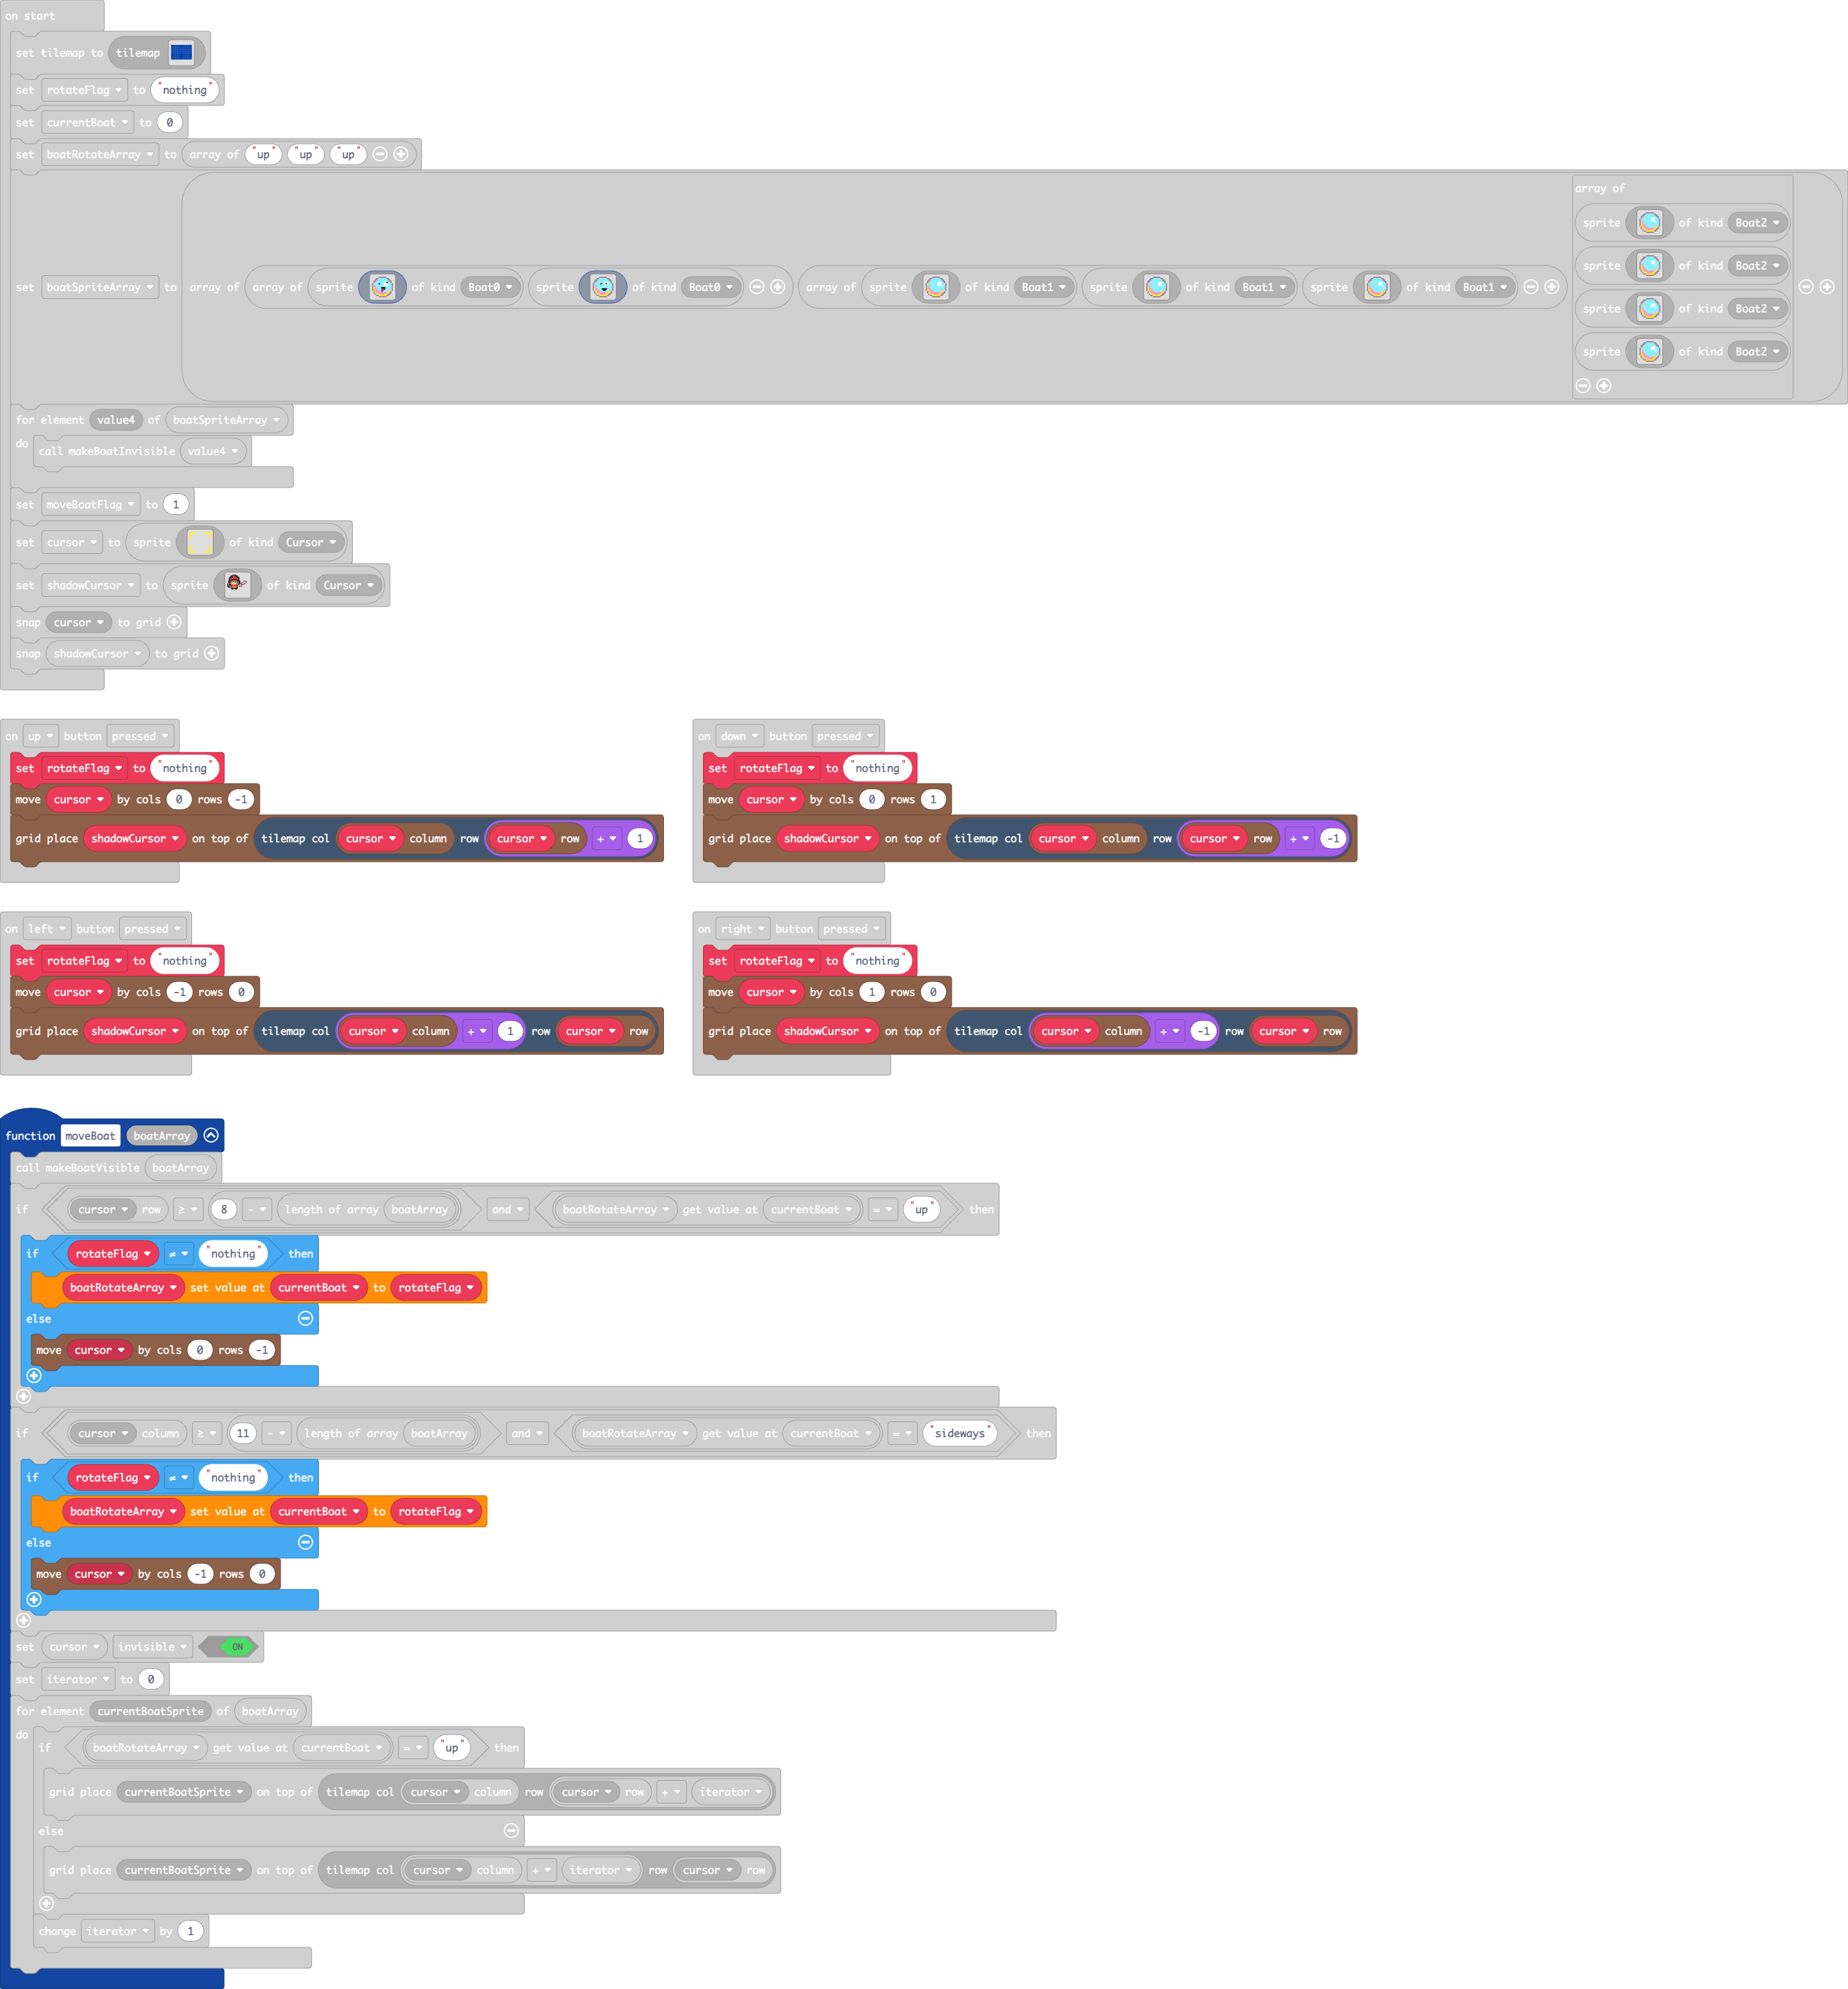 on start
set tilemap to tilemap
set rotateFlag to "nothing"
set currentBoat to 0
set boatRotateArray to array of "up" "up" "up"
array of
sprite of kind Boat2
sprite of kind Boat2
set boatSpriteArray to array of array of sprite of kind Boat0 sprite of kind Boat0 array of sprite of kind Boat1 sprite of kind Boat1 sprite of kind Boat1
sprite of kind Boat2
sprite of kind Boat2
for element value4 of boatSpriteArray
do
call makeBoatInvisible value4
set moveBoatFlag to 1
set cursor to sprite of kind Cursor
set shadowCursor to sprite of kind Cursor
snap cursor to grid
snap shadowCursor to grid
on up button pressed
set rotateFlag to "nothing"
move cursor by cols 0 rows -1
grid place shadowCursor on top of tilemap col cursor column row cursor row + 1
on down button pressed
set rotateFlag to "nothing"
move cursor by cols 0 rows 1
grid place shadowCursor on top of tilemap col cursor column row cursor row + -1
on left button pressed
set rotateFlag to "nothing"
move cursor by cols -1 rows 0
grid place shadowCursor on top of tilemap col cursor column + 1 row cursor row
on right button pressed
set rotateFlag to "nothing"
move cursor by cols 1 rows 0
grid place shadowCursor on top of tilemap col cursor column + -1 row cursor row
function moveBoat boatArray
call makeBoatVisible boatArray
if cursor row ≥ 8 - length of array boatArray and boatRotateArray get value at currentBoat = "up" then
if rotateFlag ≠ "nothing" then
boatRotateArray set value at currentBoat to rotateFlag
else
move cursor by cols 0 rows -1
if cursor column ≥ 11 - length of array boatArray and boatRotateArray get value at currentBoat = "sideways" then
if rotateFlag ≠ "nothing" then
boatRotateArray set value at currentBoat to rotateFlag
else
move cursor by cols -1 rows 0
set cursor invisible ON
set iterator to 0
for element currentBoatSprite of boatArray
do
if boatRotateArray get value at currentBoat = "up" then
grid place currentBoatSprite on top of tilemap col cursor column row cursor row + iterator
else
grid place currentBoatSprite on top of tilemap col cursor column + iterator row cursor row
change iterator by 1